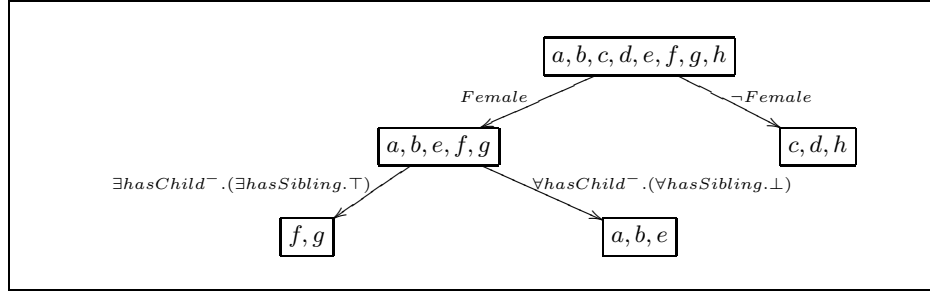 a, b, c, d, e, f, g, h
Female ¬Female
a, b, e, f, g c, d, h
∃hasChild⁻.(∃hasSibling.⊤) ∀hasChild⁻.(∀hasSibling.⊥)
f, g a, b, e